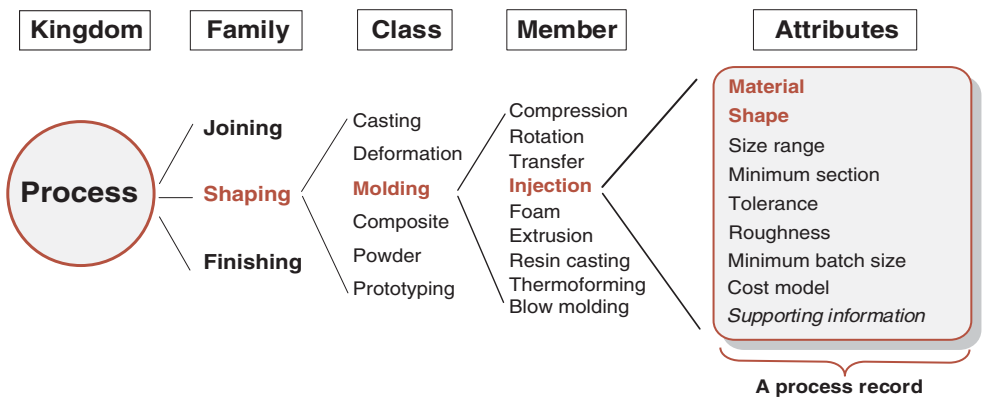 Kingdom
Family
Class
Member
Attributes
Process
Joining
Shaping
Finishing
Casting
Deformation
Molding
Composite
Powder
Prototyping
Compression
Rotation
Transfer
Injection
Foam
Extrusion
Resin casting
Thermoforming
Blow molding
Material
Shape
Size range
Minimum section
Tolerance
Roughness
Minimum batch size
Cost model
Supporting information
A process record